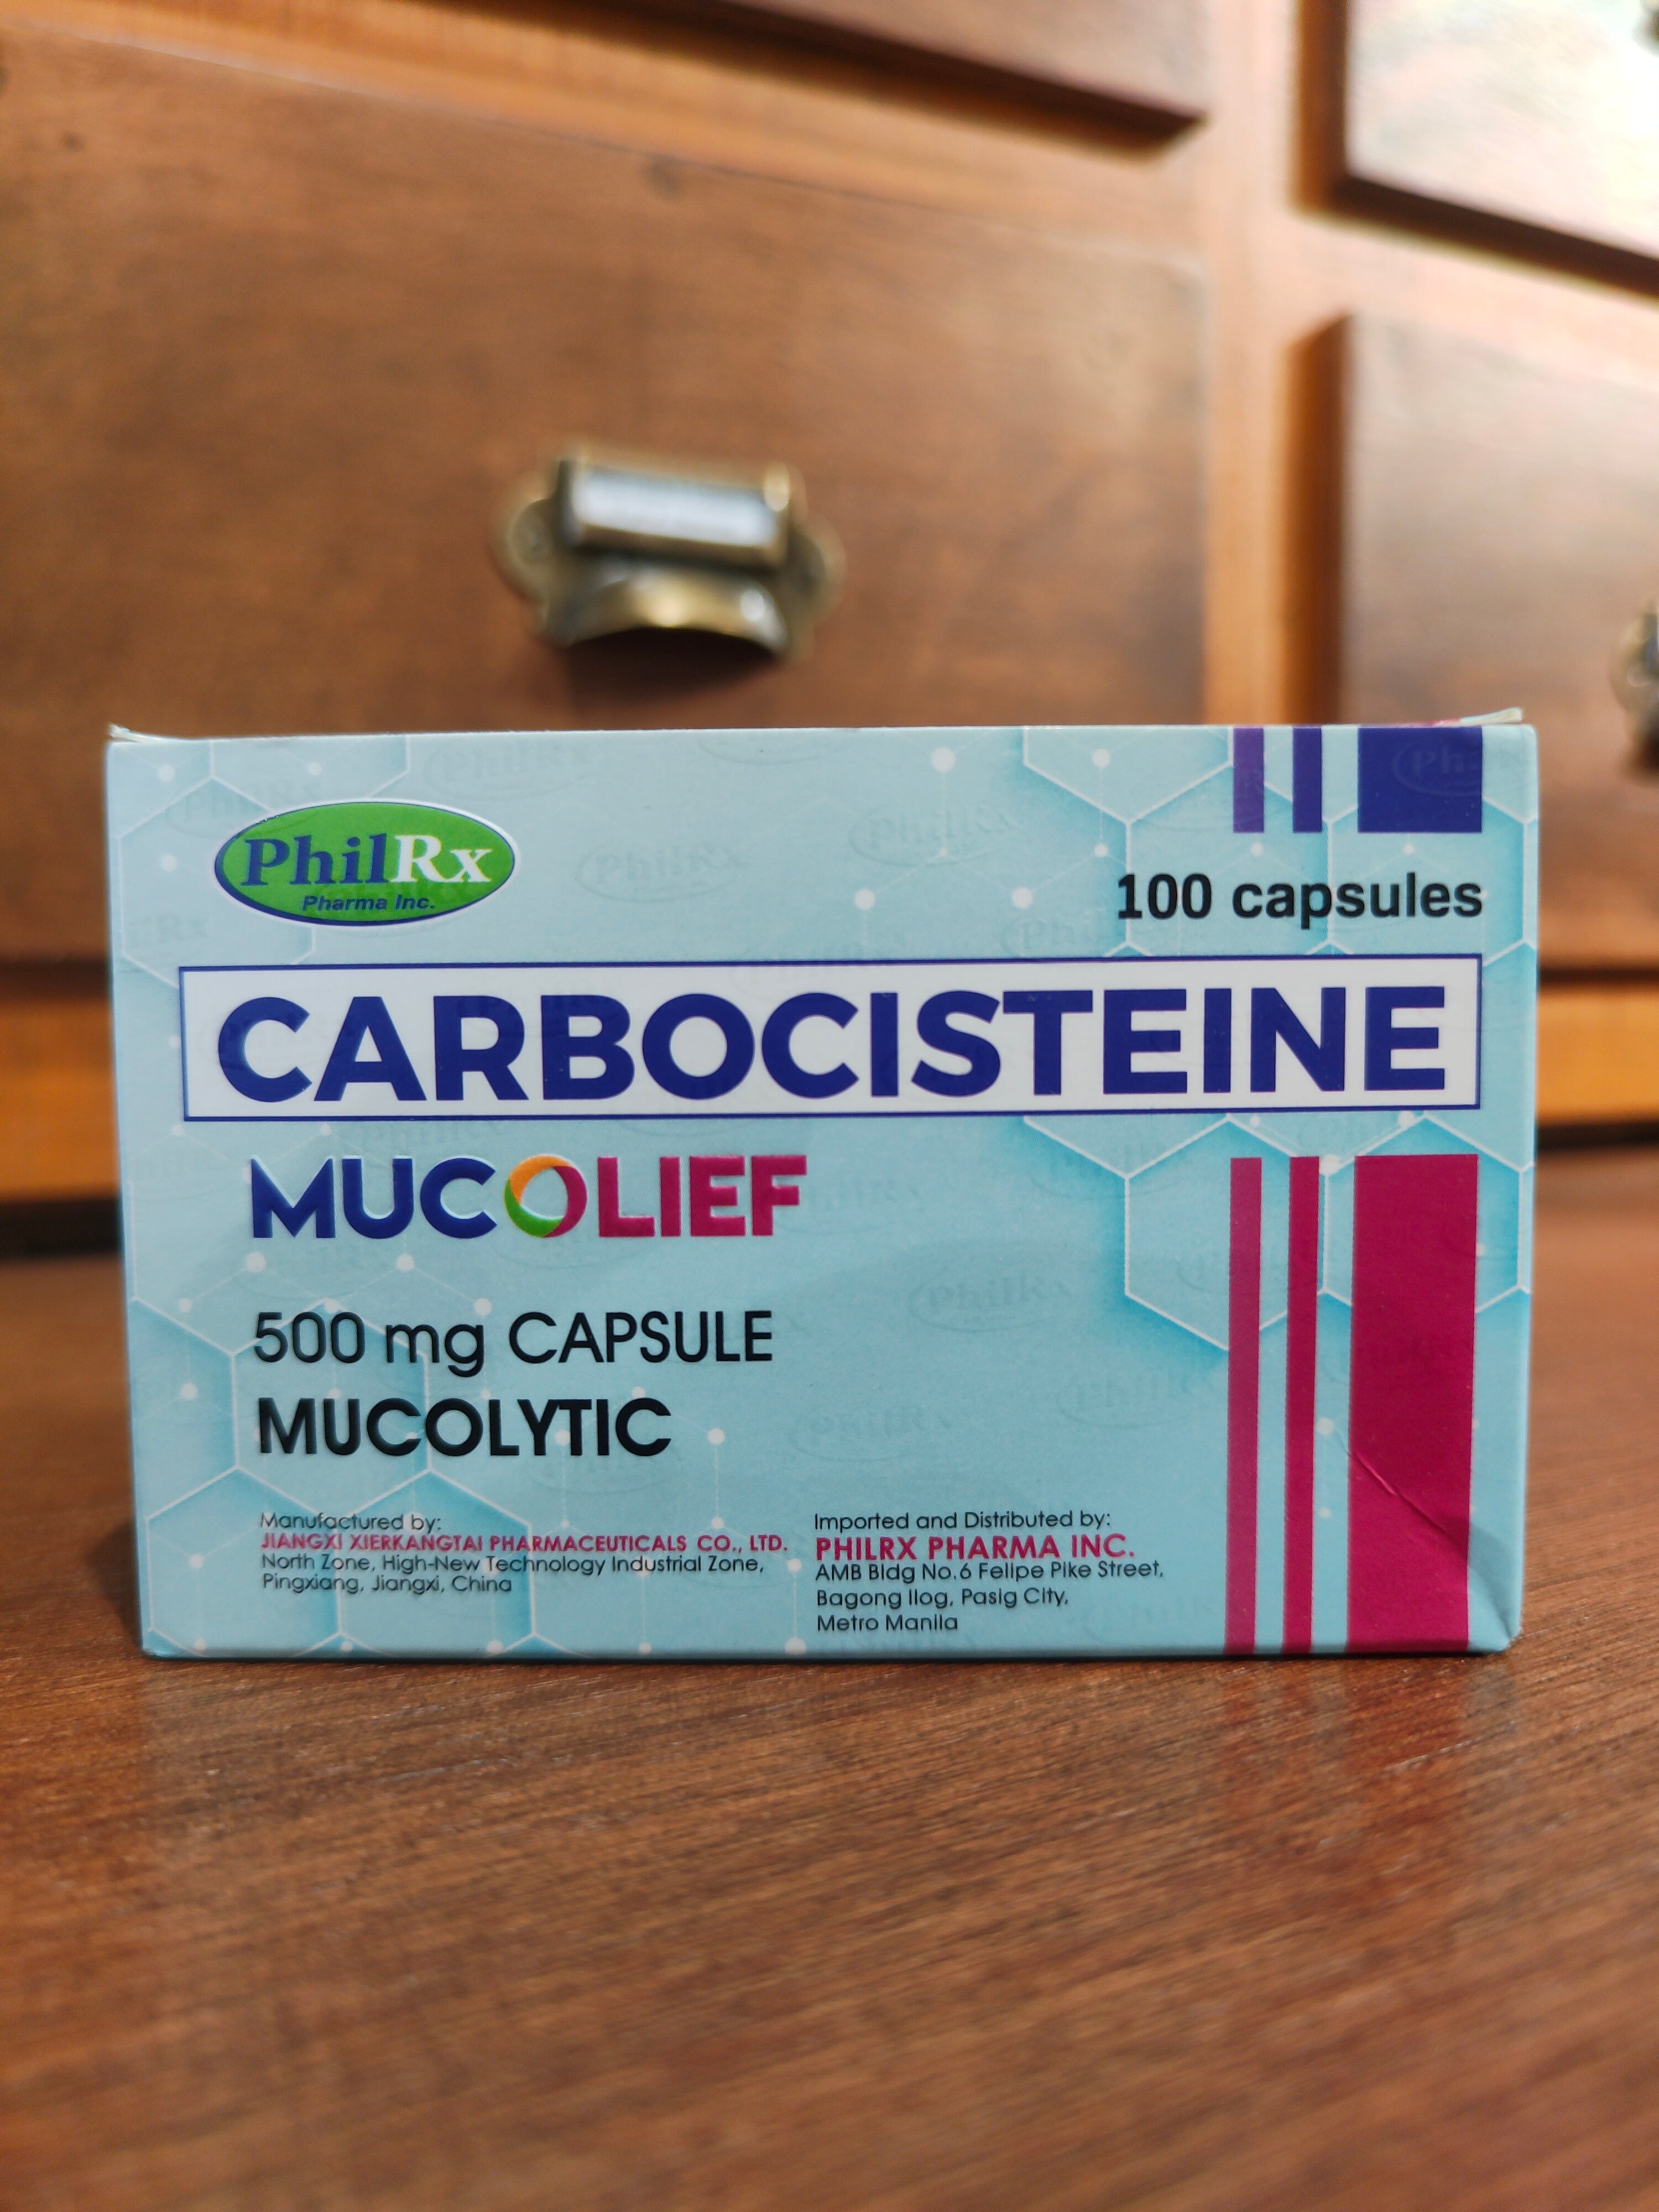 PhilRx
Pharma Inc.
100 capsules
CARBOCISTEINE
MUCOLIEF
500 mg CAPSULE
MUCOLYTIC
Manufactured by:
JIANGXI XIERKANGTAI PHARMACEUTICALS CO., LTD.
North Zone, High-New Technology Industrial Zone,
Pingxiang, Jiangxi, China
Imported and Distributed by:
PHILRX PHARMA INC.
AMB Bldg No.6 Felipe Pike Street,
Bagong Ilog, Pasig City,
Metro Manila